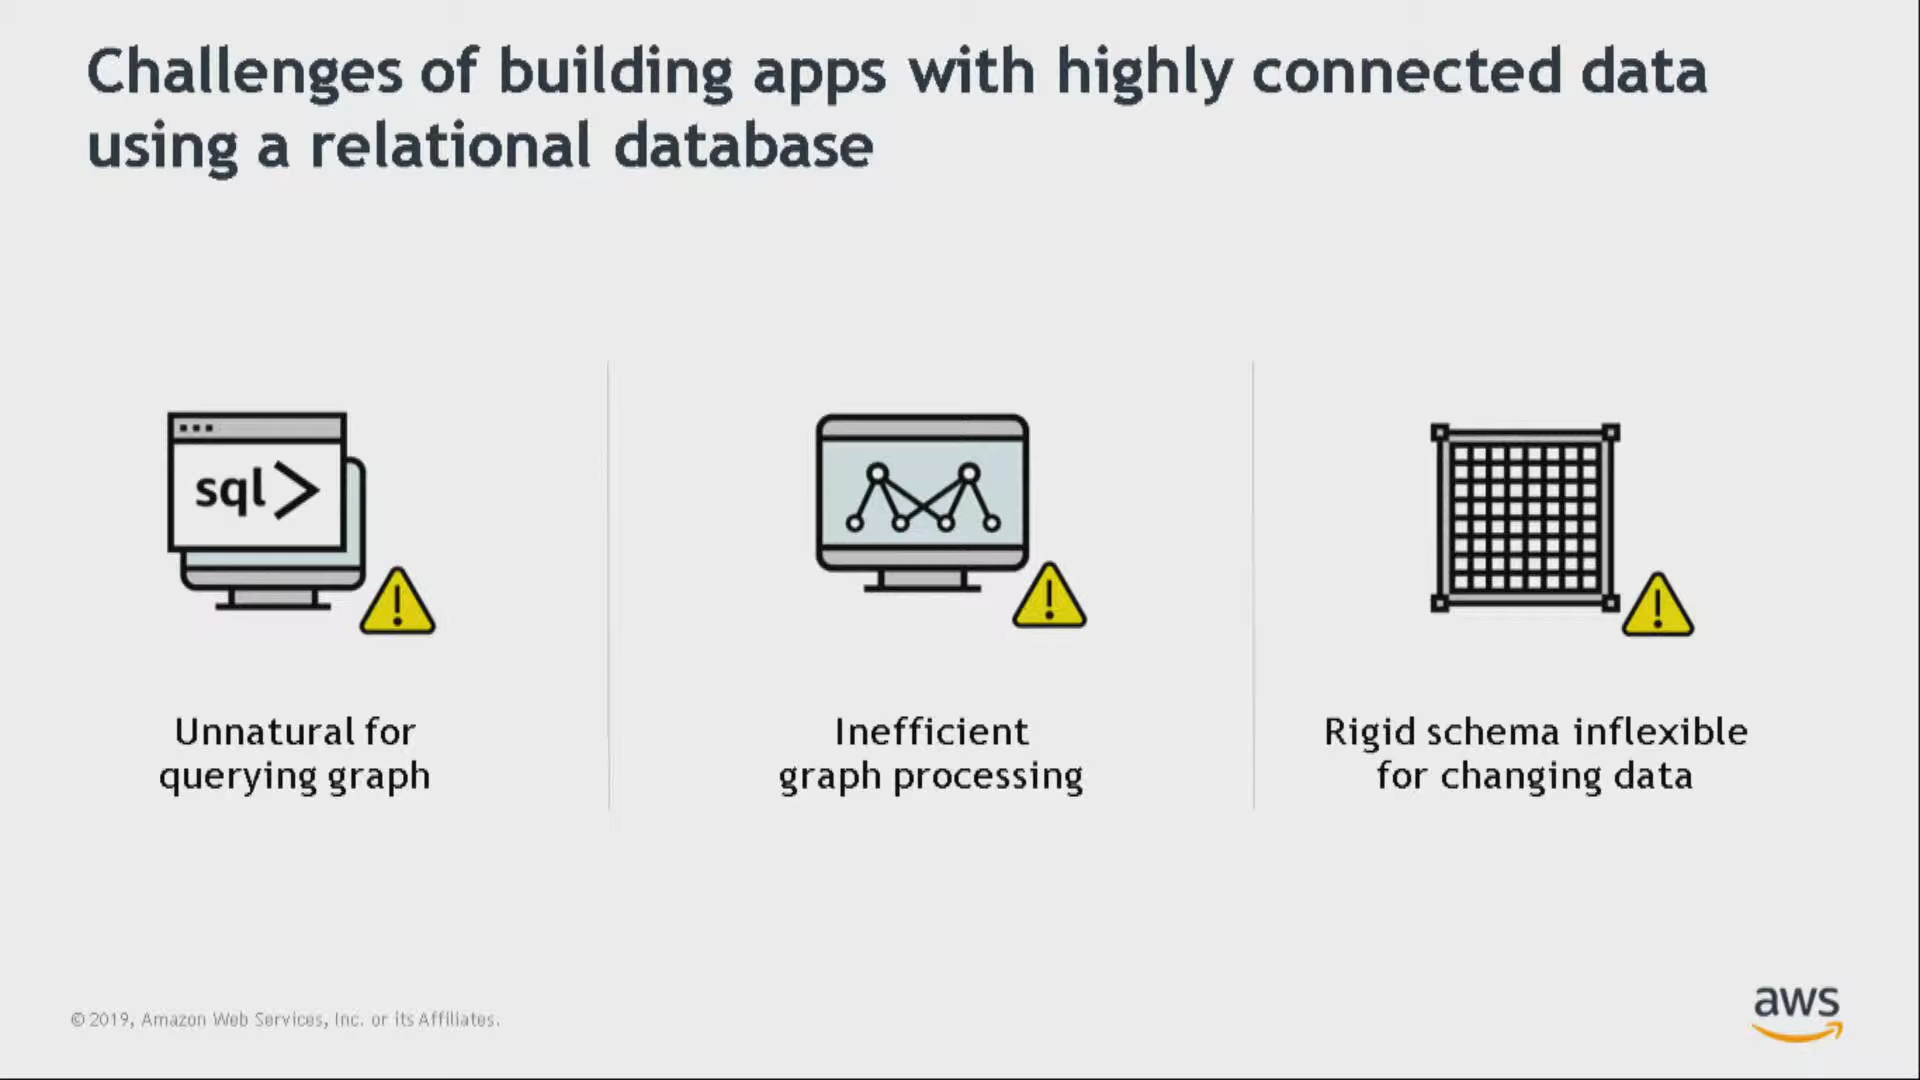 Challenges of building apps with highly connected data
using a relational database
sql>
Unnatural for
querying graph
Inefficient
graph processing
Rigid schema inflexible
for changing data
© 2019, Amazon Web Services, Inc. or its Affiliates.
aws